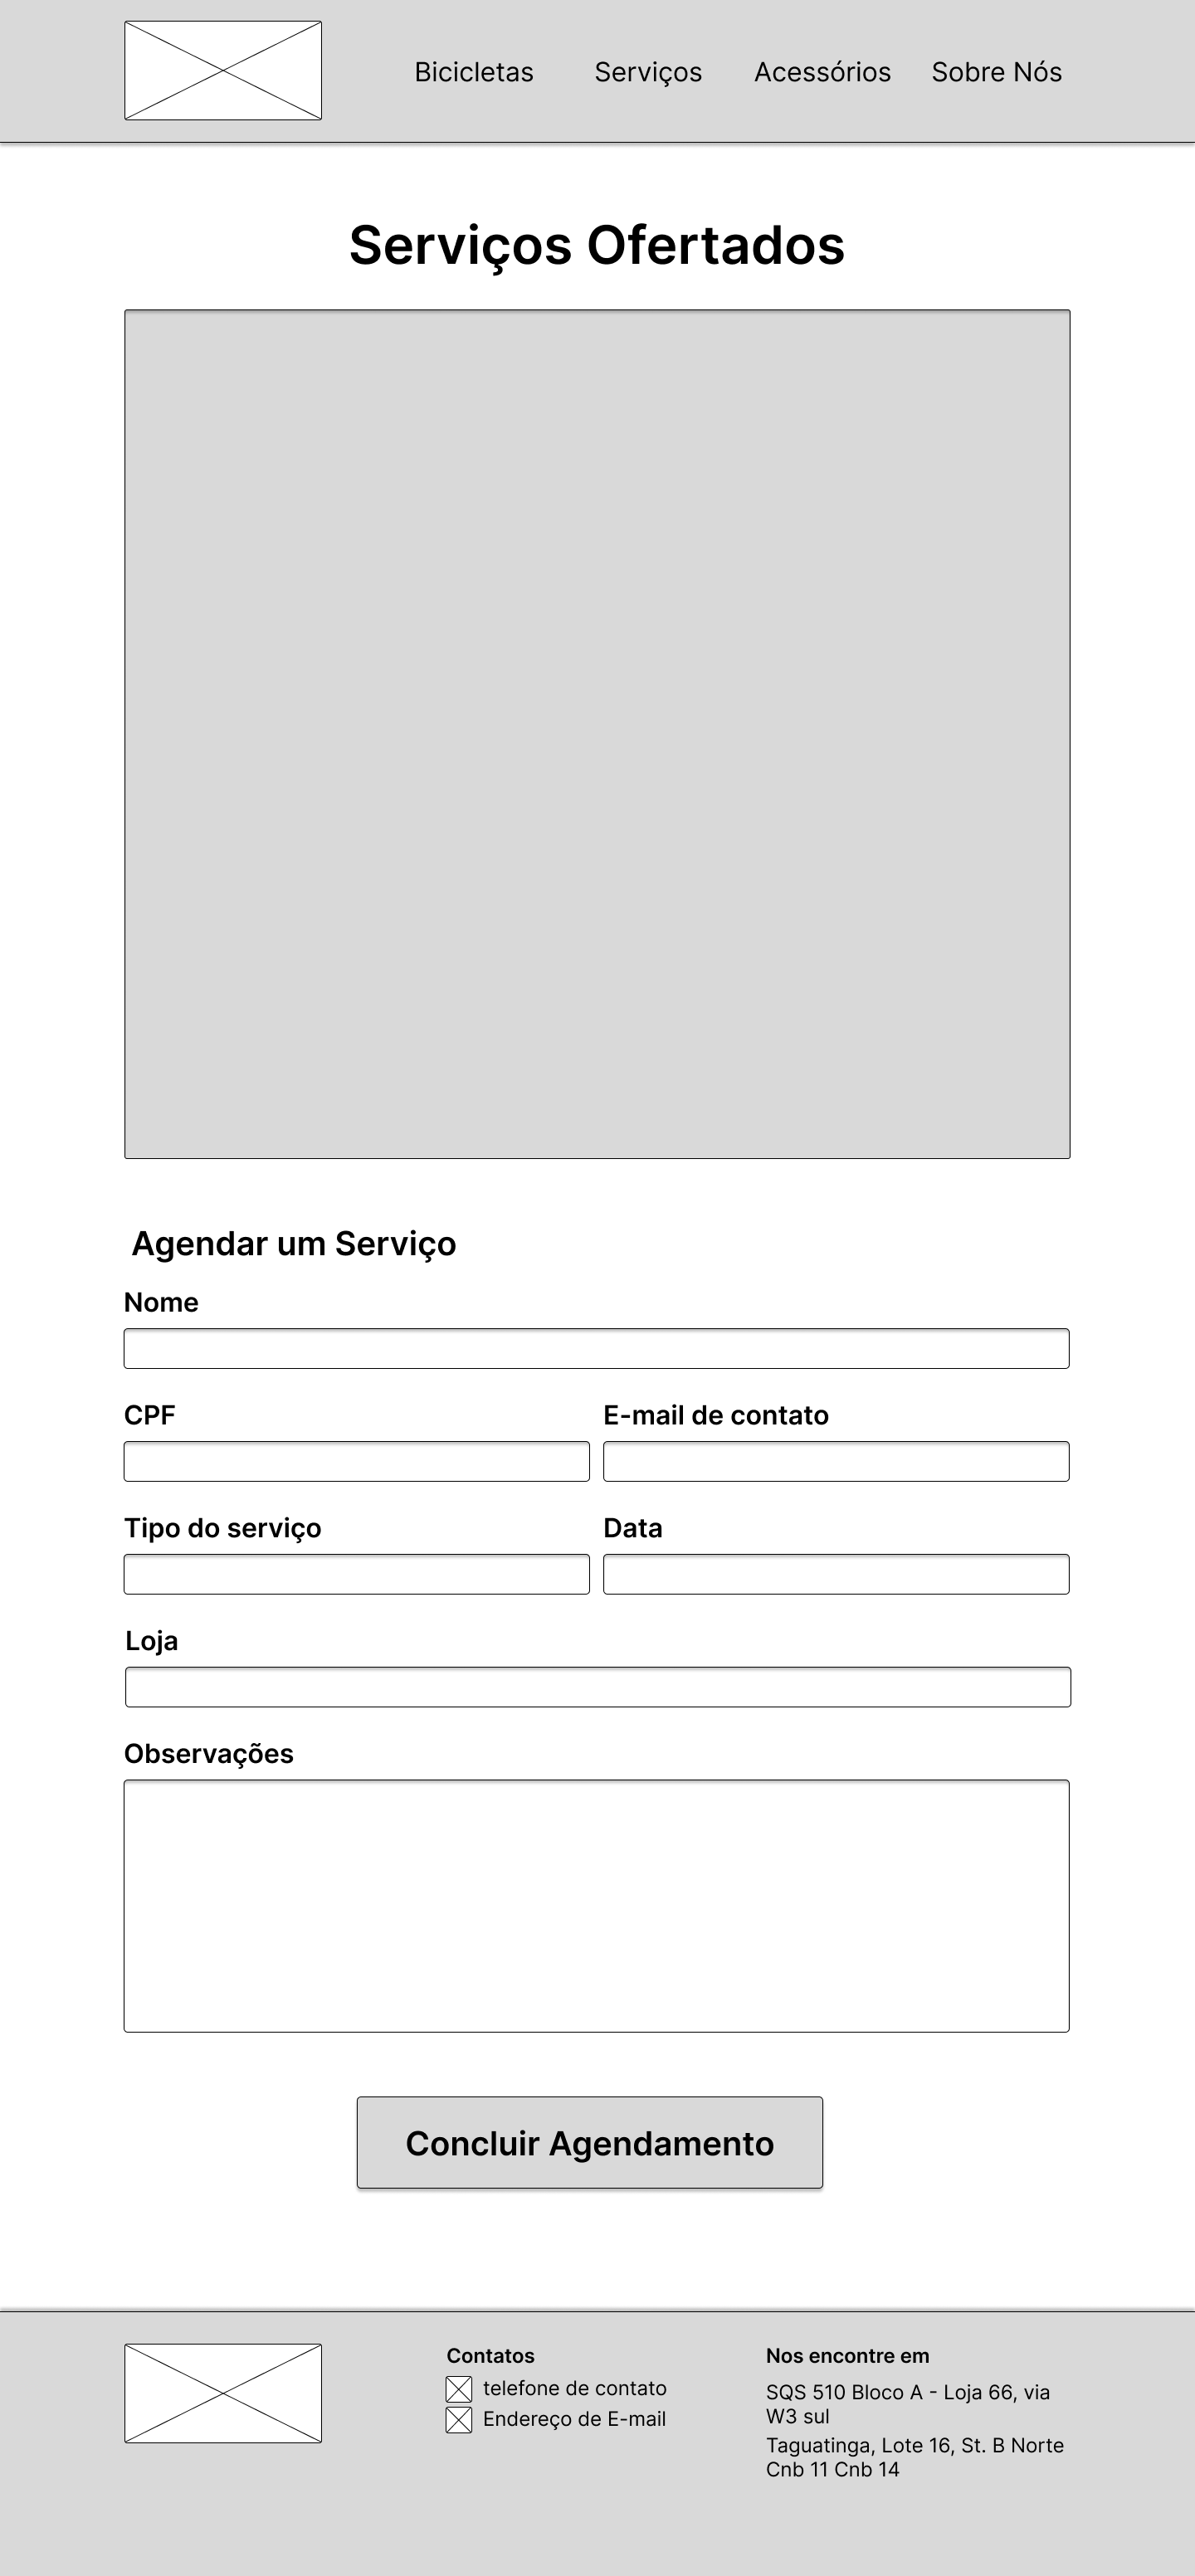 Bicicletas Serviços Acessórios Sobre Nós
Serviços Ofertados
Agendar um Serviço
Nome
CPF
E-mail de contato
Tipo do serviço
Data
Loja
Observações
Concluir Agendamento
Contatos
telefone de contato
Endereço de E-mail
Nos encontre em
SQS 510 Bloco A - Loja 66, via
W3 sul
Taguatinga, Lote 16, St. B Norte
Cnb 11 Cnb 14